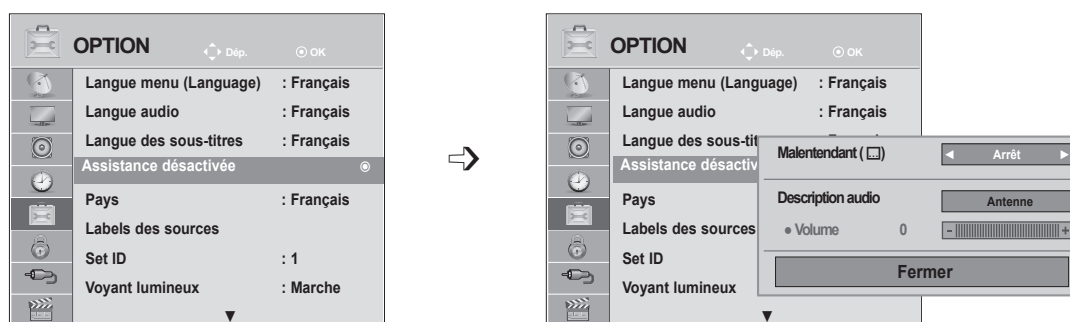 OPTION Dép. OK
Langue menu (Language) : Français
Langue audio : Français
Langue des sous-titres : Français
Assistance désactivée
Pays : Français
Labels des sources
Set ID : 1
Voyant lumineux : Marche
OPTION Dép. OK
Langue menu (Language) : Français
Langue audio : Français
Langue des sous-tit
Assistance désactiv
Pays
Labels des sources
Set ID
Voyant lumineux
Malentendant ( ) Arrêt
Description audio Antenne
• Volume 0 - +
Fermer